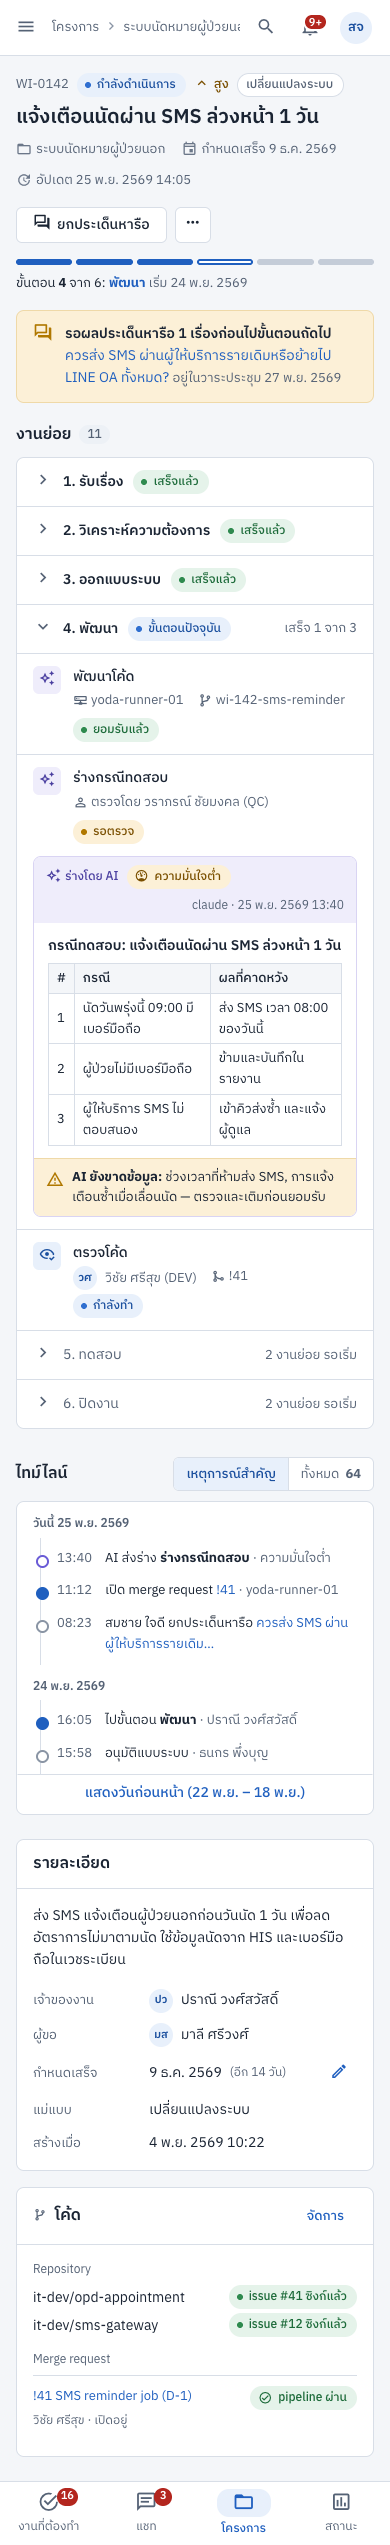 โครงการ > ระบบนัดหมายผู้ป่วยนอ 9+ สจ
WI-0142 กำลังดำเนินการ สูง เปลี่ยนแปลงระบบ
แจ้งเตือนนัดผ่าน SMS ล่วงหน้า 1 วัน
ระบบนัดหมายผู้ป่วยนอก กำหนดเสร็จ 9 ธ.ค. 2569
อัปเดต 25 พ.ย. 2569 14:05
ยกประเด็นหารือ ...
ขั้นตอน 4 จาก 6: พัฒนา เริ่ม 24 พ.ย. 2569
รอผลประเด็นหารือ 1 เรื่องก่อนไปขั้นตอนถัดไป
ควรส่ง SMS ผ่านผู้ให้บริการรายเดิมหรือย้ายไป
LINE OA ทั้งหมด? อยู่ในวาระประชุม 27 พ.ย. 2569
งานย่อย 11
1. รับเรื่อง เสร็จแล้ว
2. วิเคราะห์ความต้องการ เสร็จแล้ว
3. ออกแบบระบบ เสร็จแล้ว
4. พัฒนา ขั้นตอนปัจจุบัน เสร็จ 1 จาก 3
พัฒนาโค้ด
yoda-runner-01 wi-142-sms-reminder
ยอมรับแล้ว
ร่างกรณีทดสอบ
ตรวจโดย วราภรณ์ ชัยมงคล (QC)
รอตรวจ
ร่างโดย AI ความมั่นใจต่ำ
claude · 25 พ.ย. 2569 13:40
กรณีทดสอบ: แจ้งเตือนนัดผ่าน SMS ล่วงหน้า 1 วัน
# กรณี ผลที่คาดหวัง
1 นัดวันพรุ่งนี้ 09:00 มีเบอร์มือถือ ส่ง SMS เวลา 08:00 ของวันนี้
2 ผู้ป่วยไม่มีเบอร์มือถือ ข้ามและบันทึกในรายงาน
3 ผู้ให้บริการ SMS ไม่ตอบสนอง เข้าคิวส่งซ้ำ และแจ้งผู้ดูแล
AI ยังขาดข้อมูล: ช่วงเวลาที่ห้ามส่ง SMS, การแจ้ง
เตือนซ้ำเมื่อเลื่อนนัด — ตรวจและเติมก่อนยอมรับ
ตรวจโค้ด
วศ วิชัย ศรีสุข (DEV) !41
กำลังทำ
5. ทดสอบ 2 งานย่อย รอเริ่ม
6. ปิดงาน 2 งานย่อย รอเริ่ม
ไทม์ไลน์ เหตุการณ์สำคัญ ทั้งหมด 64
วันนี้ 25 พ.ย. 2569
13:40 AI ส่งร่าง ร่างกรณีทดสอบ · ความมั่นใจต่ำ
11:12 เปิด merge request !41 · yoda-runner-01
08:23 สมชาย ใจดี ยกประเด็นหารือ ควรส่ง SMS ผ่าน
ผู้ให้บริการรายเดิม...
24 พ.ย. 2569
16:05 ไปขั้นตอน พัฒนา · ปราณี วงศ์สวัสดิ์
15:58 อนุมัติแบบระบบ · ธนกร พึ่งบุญ
แสดงวันก่อนหน้า (22 พ.ย. – 18 พ.ย.)
รายละเอียด
ส่ง SMS แจ้งเตือนผู้ป่วยนอกก่อนวันนัด 1 วัน เพื่อลด
อัตราการไม่มาตามนัด ใช้ข้อมูลนัดจาก HIS และเบอร์มือ
ถือในเวชระเบียน
เจ้าของงาน ปว ปราณี วงศ์สวัสดิ์
ผู้ขอ มส มาลี ศรีวงศ์
กำหนดเสร็จ 9 ธ.ค. 2569 (อีก 14 วัน)
แม่แบบ เปลี่ยนแปลงระบบ
สร้างเมื่อ 4 พ.ย. 2569 10:22
โค้ด จัดการ
Repository
it-dev/opd-appointment issue #41 ซิงก์แล้ว
it-dev/sms-gateway issue #12 ซิงก์แล้ว
Merge request
!41 SMS reminder job (D-1) pipeline ผ่าน
วิชัย ศรีสุข · เปิดอยู่
16 3
งานที่ต้องทำ แชท โครงการ สถานะ